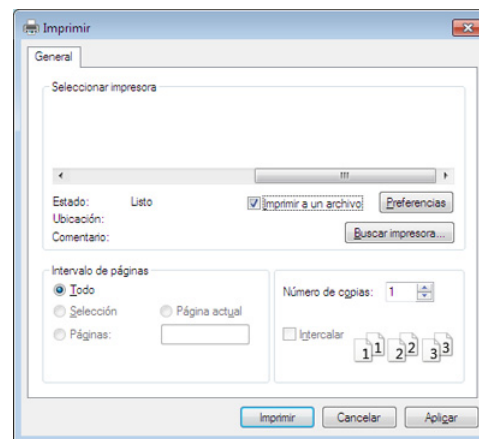 Imprimir
General
Seleccionar impresora
Estado: Listo
Imprimir a un archivo
Preferencias
Ubicación:
Comentario:
Buscar impresora...
Intervalo de páginas
Todo
Selección
Página actual
Páginas:
Número de copias: 1
Intercalar
1 1 2 2 3 3
Imprimir
Cancelar
Aplicar